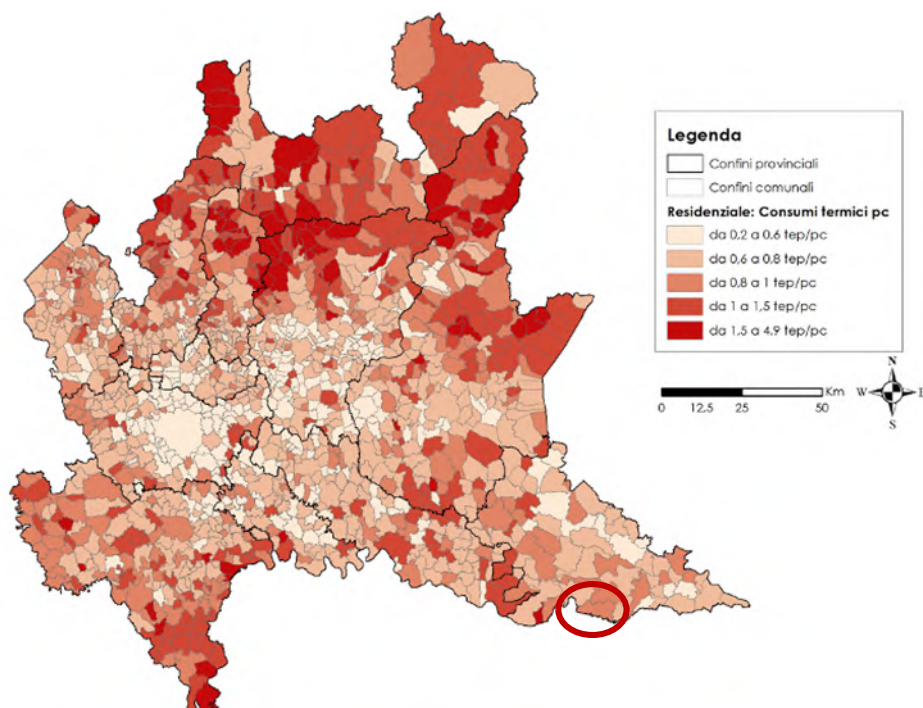 Legenda
Confini provinciali
Confini comunali
Residenziale: Consumi termici pc
da 0,2 a 0,6 tep/pc
da 0,6 a 0,8 tep/pc
da 0,8 a 1 tep/pc
da 1 a 1,5 tep/pc
da 1,5 a 4,9 tep/pc
Km
0 12,5 25 50
N
W E
S